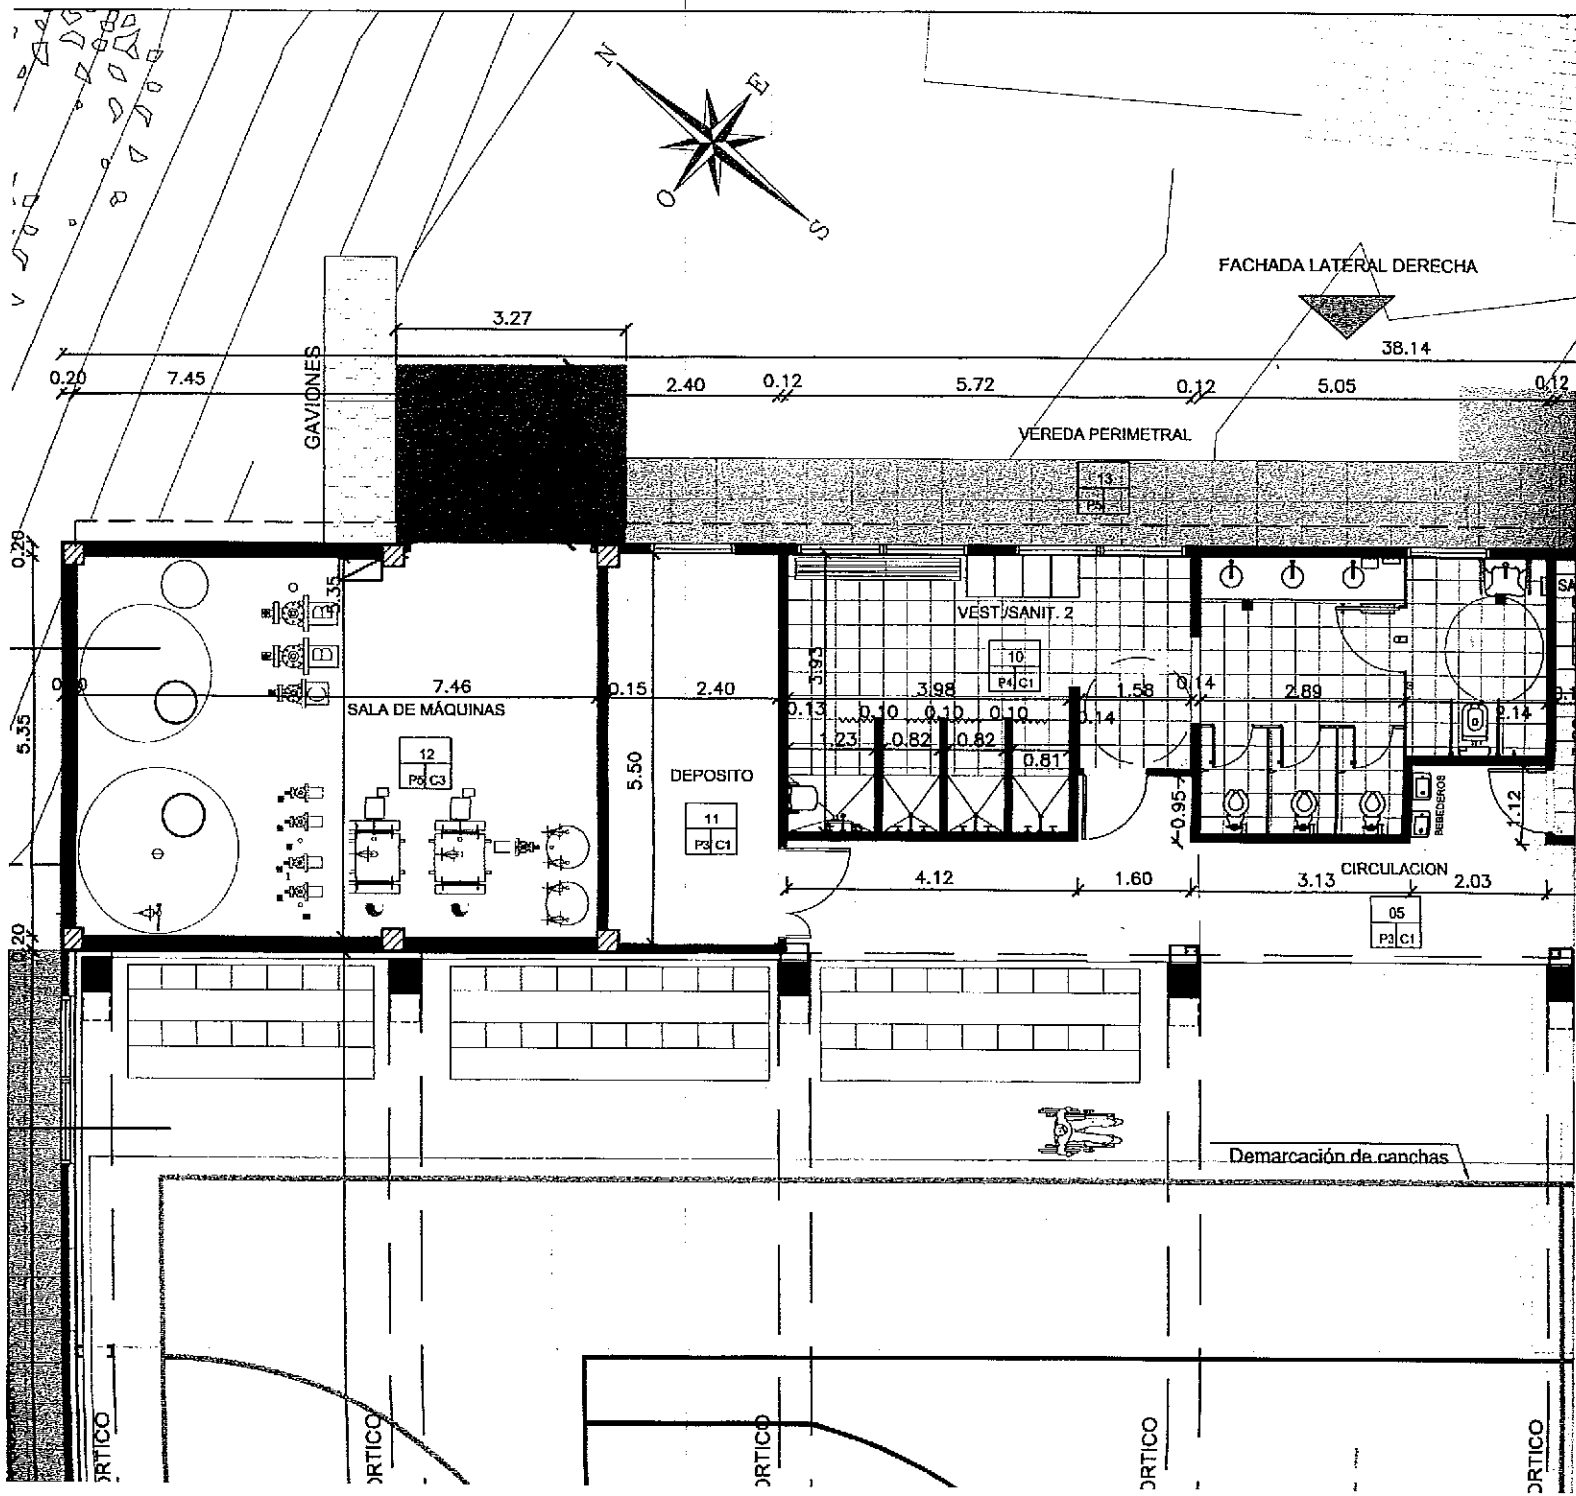 N
E
O
S
FACHADA LATERAL DERECHA
3.27
38.14
GAVIONES
0.20
7.45
2.40
0.12
5.72
0.12
5.05
0.12
VEREDA PERIMETRAL
13
P5
0.20
5.35
VEST./SANIT. 2
SA
10
P4 C1
3.93
7.46
0.15
2.40
3.98
1.58
0.14
2.89
2.14
SALA DE MÁQUINAS
0.13
0.10
0.10
0.10
0.14
12
P5 C3
1.23
0.82
0.82
0.81
5.35
5.50
DEPOSITO
11
P3 C1
0.95
BEBEDEROS
1.12
CIRCULACION
4.12
1.60
3.13
2.03
05
P3 C1
0.20
Demarcación de canchas
ORTICO
ORTICO
ORTICO
ORTICO
ORTICO